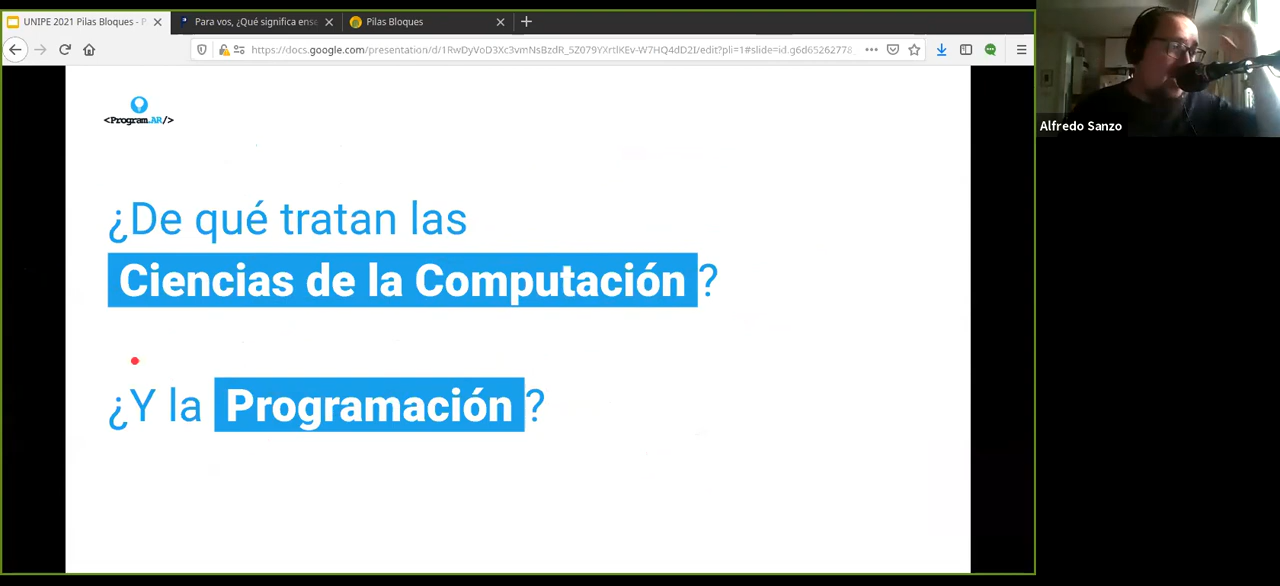 UNIPE 2021 Pilas Bloques - P
Para vos, ¿Qué significa ense
Pilas Bloques
https://docs.google.com/presentation/d/1RwDyVoD3Xc3vmNsBzdR_5Z079YXrtlKEv-W7HQ4dD2I/edit?pli=1#slide=id.g6d65262778
Alfredo Sanzo
<Program.AR/>
¿De qué tratan las
Ciencias de la Computación?
¿Y la Programación?